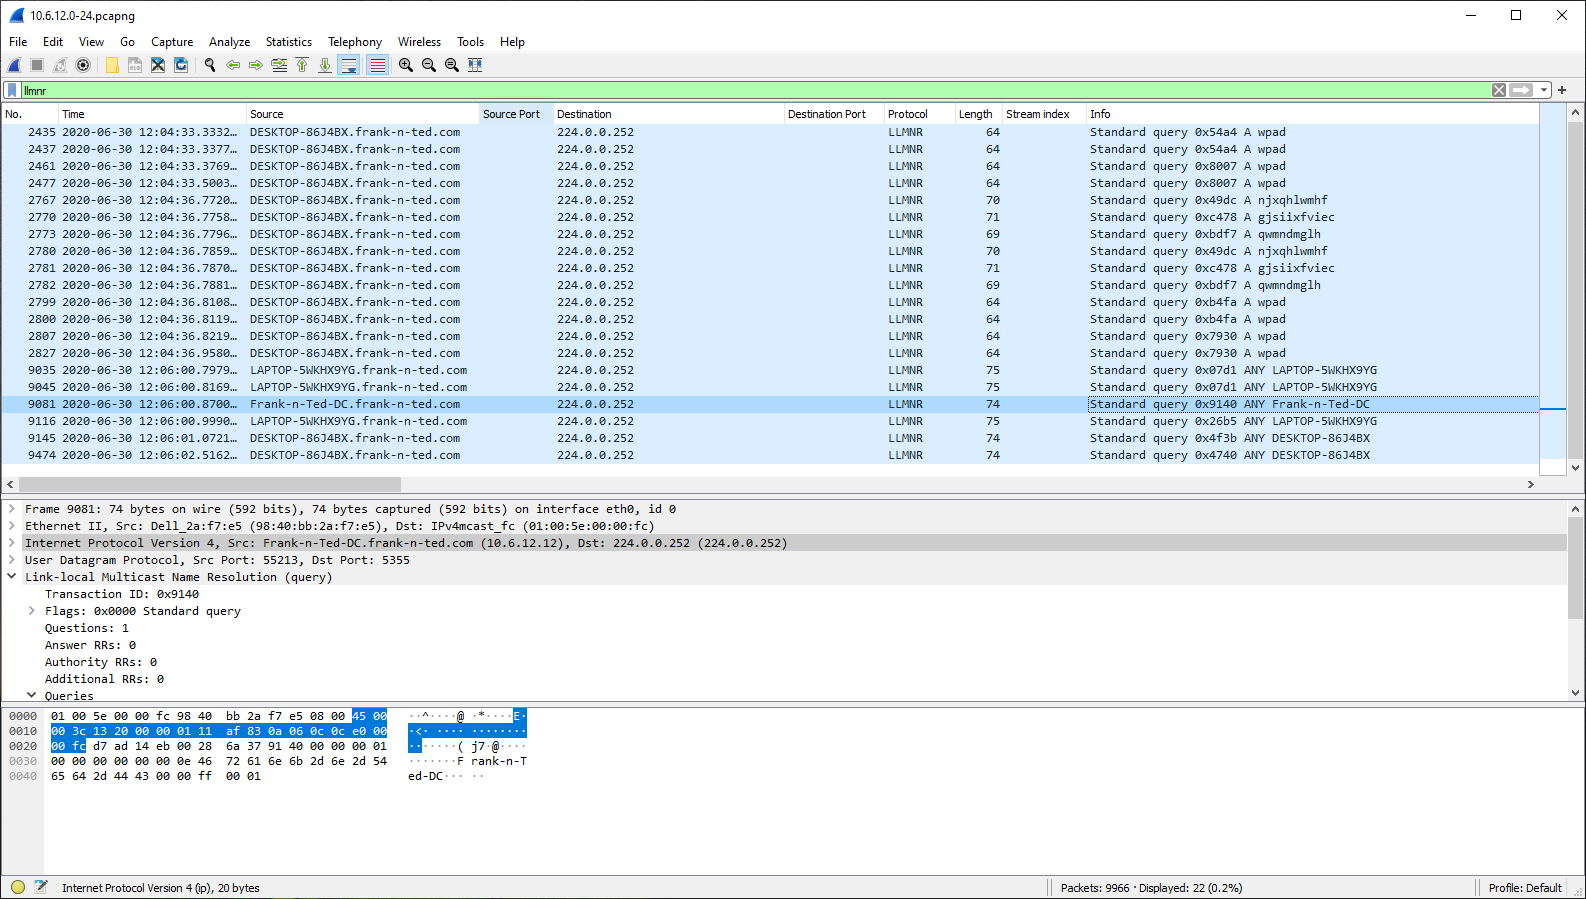 10.6.12.0-24.pcapng
File Edit View Go Capture Analyze Statistics Telephony Wireless Tools Help
llmnr
No. Time Source Source Port Destination Destination Port Protocol Length Stream index Info
2435 2020-06-30 12:04:33.3332… DESKTOP-86J4BX.frank-n-ted.com 224.0.0.252 LLMNR 64 Standard query 0x54a4 A wpad
2437 2020-06-30 12:04:33.3377… DESKTOP-86J4BX.frank-n-ted.com 224.0.0.252 LLMNR 64 Standard query 0x54a4 A wpad
2461 2020-06-30 12:04:33.3769… DESKTOP-86J4BX.frank-n-ted.com 224.0.0.252 LLMNR 64 Standard query 0x8007 A wpad
2477 2020-06-30 12:04:33.5003… DESKTOP-86J4BX.frank-n-ted.com 224.0.0.252 LLMNR 64 Standard query 0x8007 A wpad
2767 2020-06-30 12:04:36.7720… DESKTOP-86J4BX.frank-n-ted.com 224.0.0.252 LLMNR 70 Standard query 0x49dc A njxqhlwmhf
2770 2020-06-30 12:04:36.7758… DESKTOP-86J4BX.frank-n-ted.com 224.0.0.252 LLMNR 71 Standard query 0xc478 A gjsiixfviec
2773 2020-06-30 12:04:36.7796… DESKTOP-86J4BX.frank-n-ted.com 224.0.0.252 LLMNR 69 Standard query 0xbdf7 A qwmndmglh
2780 2020-06-30 12:04:36.7859… DESKTOP-86J4BX.frank-n-ted.com 224.0.0.252 LLMNR 70 Standard query 0x49dc A njxqhlwmhf
2781 2020-06-30 12:04:36.7870… DESKTOP-86J4BX.frank-n-ted.com 224.0.0.252 LLMNR 71 Standard query 0xc478 A gjsiixfviec
2782 2020-06-30 12:04:36.7881… DESKTOP-86J4BX.frank-n-ted.com 224.0.0.252 LLMNR 69 Standard query 0xbdf7 A qwmndmglh
2799 2020-06-30 12:04:36.8108… DESKTOP-86J4BX.frank-n-ted.com 224.0.0.252 LLMNR 64 Standard query 0xb4fa A wpad
2800 2020-06-30 12:04:36.8119… DESKTOP-86J4BX.frank-n-ted.com 224.0.0.252 LLMNR 64 Standard query 0xb4fa A wpad
2807 2020-06-30 12:04:36.8219… DESKTOP-86J4BX.frank-n-ted.com 224.0.0.252 LLMNR 64 Standard query 0x7930 A wpad
2827 2020-06-30 12:04:36.9580… DESKTOP-86J4BX.frank-n-ted.com 224.0.0.252 LLMNR 64 Standard query 0x7930 A wpad
9035 2020-06-30 12:06:00.7979… LAPTOP-5WKHX9YG.frank-n-ted.com 224.0.0.252 LLMNR 75 Standard query 0x07d1 ANY LAPTOP-5WKHX9YG
9045 2020-06-30 12:06:00.8169… LAPTOP-5WKHX9YG.frank-n-ted.com 224.0.0.252 LLMNR 75 Standard query 0x07d1 ANY LAPTOP-5WKHX9YG
9081 2020-06-30 12:06:00.8700… Frank-n-Ted-DC.frank-n-ted.com 224.0.0.252 LLMNR 74 Standard query 0x9140 ANY Frank-n-Ted-DC
9116 2020-06-30 12:06:00.9990… LAPTOP-5WKHX9YG.frank-n-ted.com 224.0.0.252 LLMNR 75 Standard query 0x26b5 ANY LAPTOP-5WKHX9YG
9145 2020-06-30 12:06:01.0721… DESKTOP-86J4BX.frank-n-ted.com 224.0.0.252 LLMNR 74 Standard query 0x4f3b ANY DESKTOP-86J4BX
9474 2020-06-30 12:06:02.5162… DESKTOP-86J4BX.frank-n-ted.com 224.0.0.252 LLMNR 74 Standard query 0x4740 ANY DESKTOP-86J4BX
Frame 9081: 74 bytes on wire (592 bits), 74 bytes captured (592 bits) on interface eth0, id 0
Ethernet II, Src: Dell_2a:f7:e5 (98:40:bb:2a:f7:e5), Dst: IPv4mcast_fc (01:00:5e:00:00:fc)
Internet Protocol Version 4, Src: Frank-n-Ted-DC.frank-n-ted.com (10.6.12.12), Dst: 224.0.0.252 (224.0.0.252)
User Datagram Protocol, Src Port: 55213, Dst Port: 5355
Link-local Multicast Name Resolution (query)
Transaction ID: 0x9140
Flags: 0x0000 Standard query
Questions: 1
Answer RRs: 0
Authority RRs: 0
Additional RRs: 0
Queries
0000 01 00 5e 00 00 fc 98 40 bb 2a f7 e5 08 00 45 00 ··^····@ ·*····E·
0010 00 3c 13 20 00 00 01 11 af 83 0a 06 0c 0c e0 00 ·<· ···· ········
0020 00 fc d7 ad 14 eb 00 28 6a 37 91 40 00 00 00 01 ·······( j7·@····
0030 00 00 00 00 00 00 0e 46 72 61 6e 6b 2d 6e 2d 54 ·······F rank-n-T
0040 65 64 2d 44 43 00 00 ff 00 01 ed-DC··· ··
Internet Protocol Version 4 (ip), 20 bytes
Packets: 9966 · Displayed: 22 (0.2%)
Profile: Default